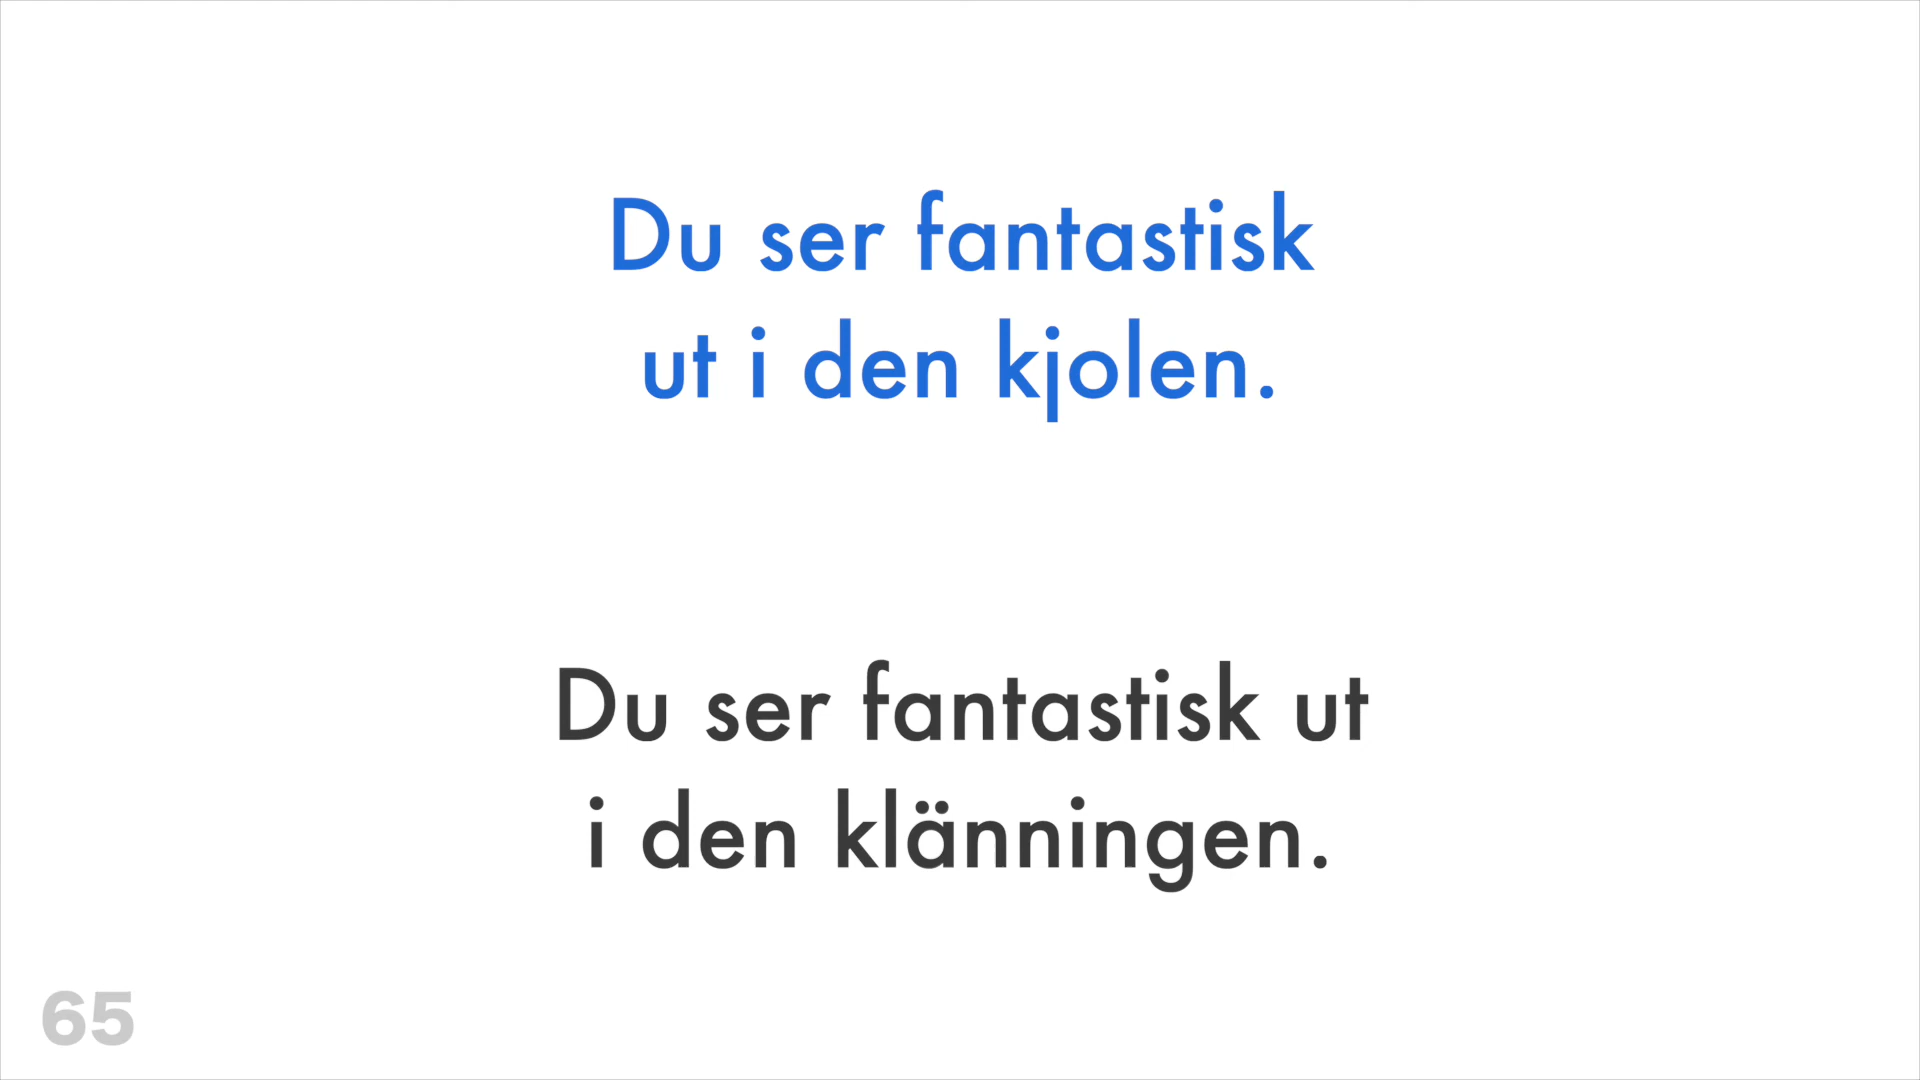 Du ser fantastisk
ut i den kjolen.
Du ser fantastisk ut
i den klänningen.
65